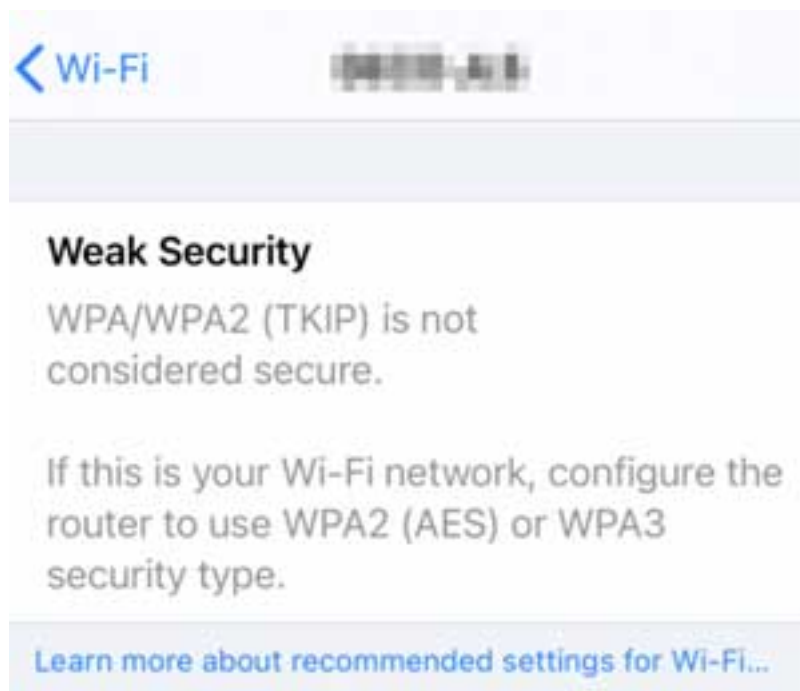 Wi-Fi
Weak Security
WPA/WPA2 (TKIP) is not
considered secure.
If this is your Wi-Fi network, configure the
router to use WPA2 (AES) or WPA3
security type.
Learn more about recommended settings for Wi-Fi...